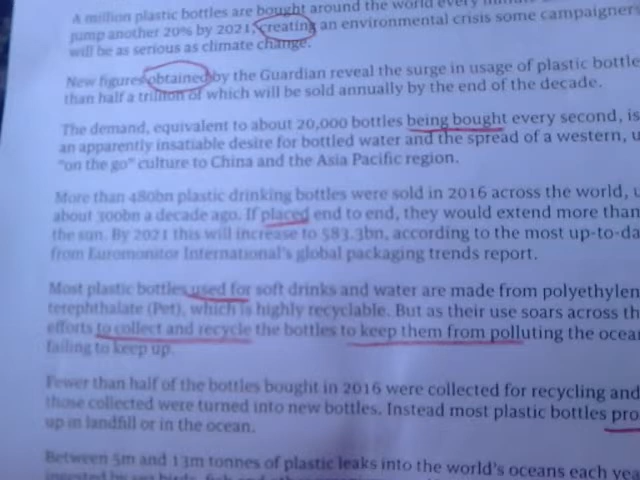 A million plastic bottles are bought around the world every minute
jump another 20% by 2021, creating an environmental crisis some campaigners
will be as serious as climate change.
New figures obtained by the Guardian reveal the surge in usage of plastic bottle
than half a trillion of which will be sold annually by the end of the decade.
The demand, equivalent to about 20,000 bottles being bought every second, is
an apparently insatiable desire for bottled water and the spread of a western, u
"on the go" culture to China and the Asia Pacific region.
More than 480bn plastic drinking bottles were sold in 2016 across the world, u
about 300bn a decade ago. If placed end to end, they would extend more than
the sun. By 2021 this will increase to 583.3bn, according to the most up-to-da
from Euromonitor International's global packaging trends report.
Most plastic bottles used for soft drinks and water are made from polyethylen
terephthalate (Pet), which is highly recyclable. But as their use soars across th
efforts to collect and recycle the bottles to keep them from polluting the ocea
failing to keep up.
Fewer than half of the bottles bought in 2016 were collected for recycling and
those collected were turned into new bottles. Instead most plastic bottles pro
up in landfill or in the ocean.
Between 5m and 13m tonnes of plastic leaks into the world's oceans each yea
ingested by sea birds, fish and other